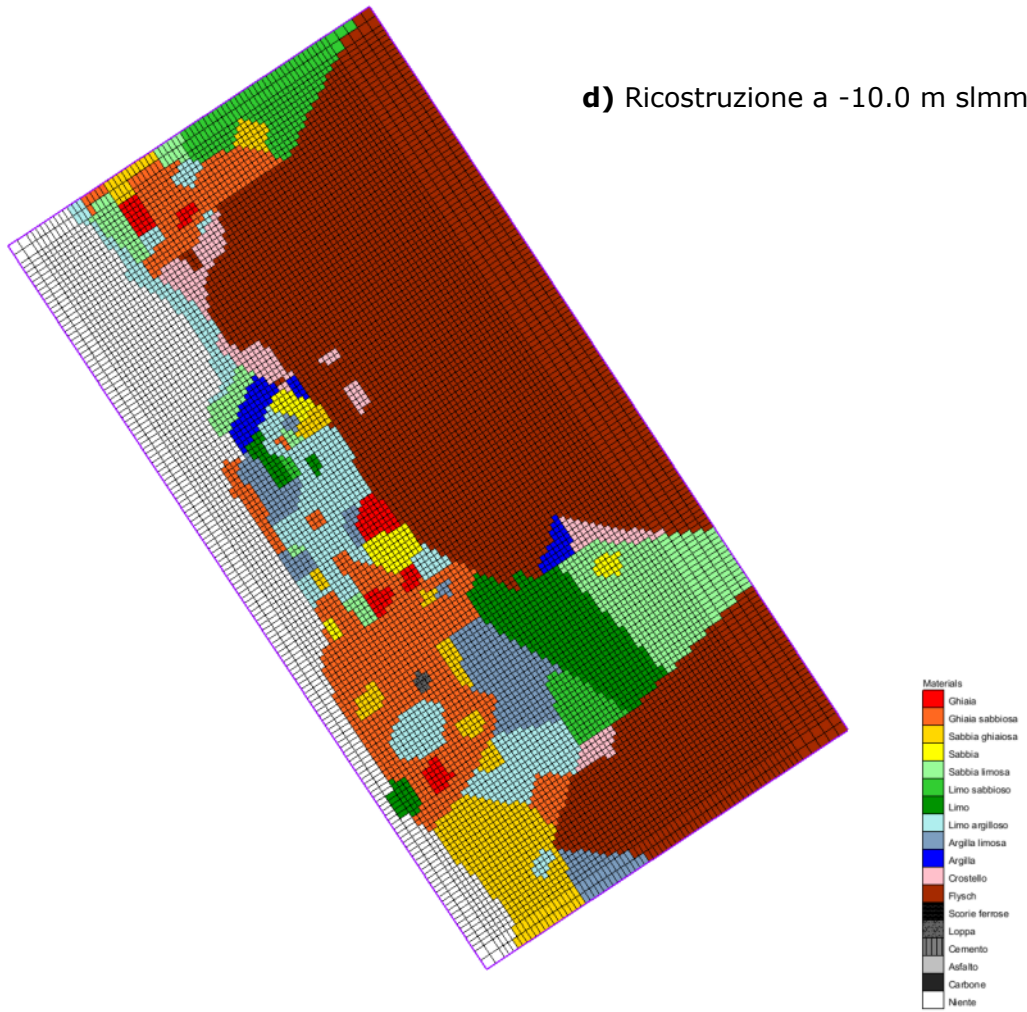 d) Ricostruzione a -10.0 m slmm
Materials
Ghiaia
Ghiaia sabbiosa
Sabbia ghiaiosa
Sabbia
Sabbia limosa
Limo sabbioso
Limo
Limo argilloso
Argilla limosa
Argilla
Crostello
Flysch
Scorie ferrose
Loppa
Cemento
Asfalto
Carbone
Niente